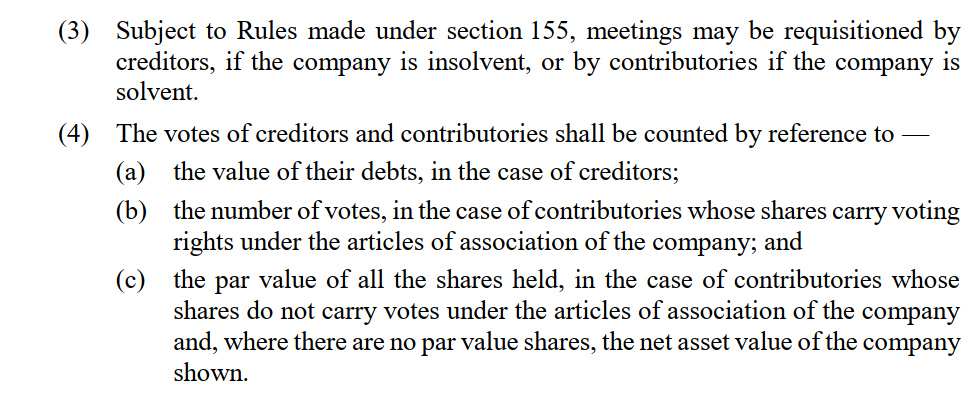 (3) Subject to Rules made under section 155, meetings may be requisitioned by
creditors, if the company is insolvent, or by contributories if the company is
solvent.
(4) The votes of creditors and contributories shall be counted by reference to —
(a) the value of their debts, in the case of creditors;
(b) the number of votes, in the case of contributories whose shares carry voting
rights under the articles of association of the company; and
(c) the par value of all the shares held, in the case of contributories whose
shares do not carry votes under the articles of association of the company
and, where there are no par value shares, the net asset value of the company
shown.